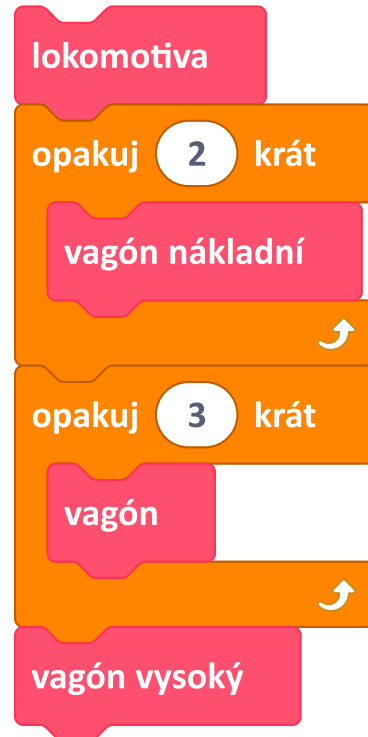 lokomotiva
opakuj 2 krát
vagón nákladní
opakuj 3 krát
vagón
vagón vysoký